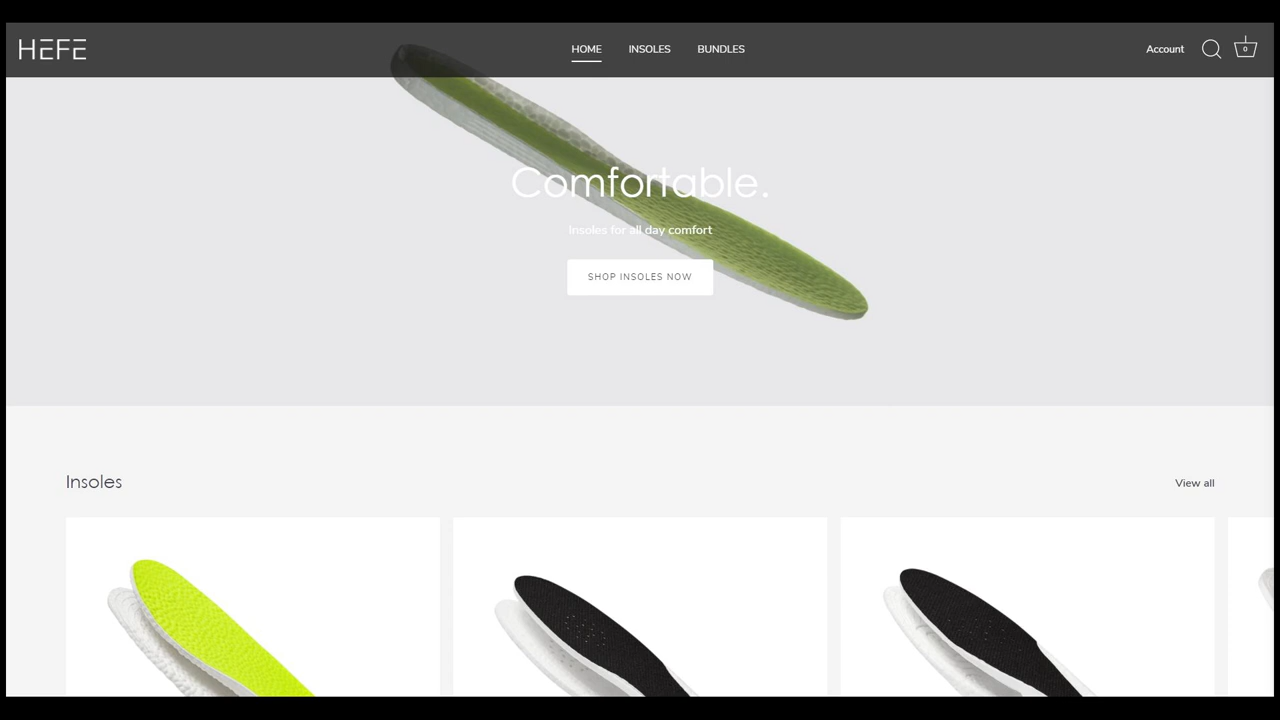 HEFE
HOME INSOLES BUNDLES
Account 0
Comfortable.
Insoles for all day comfort
SHOP INSOLES NOW
Insoles
View all